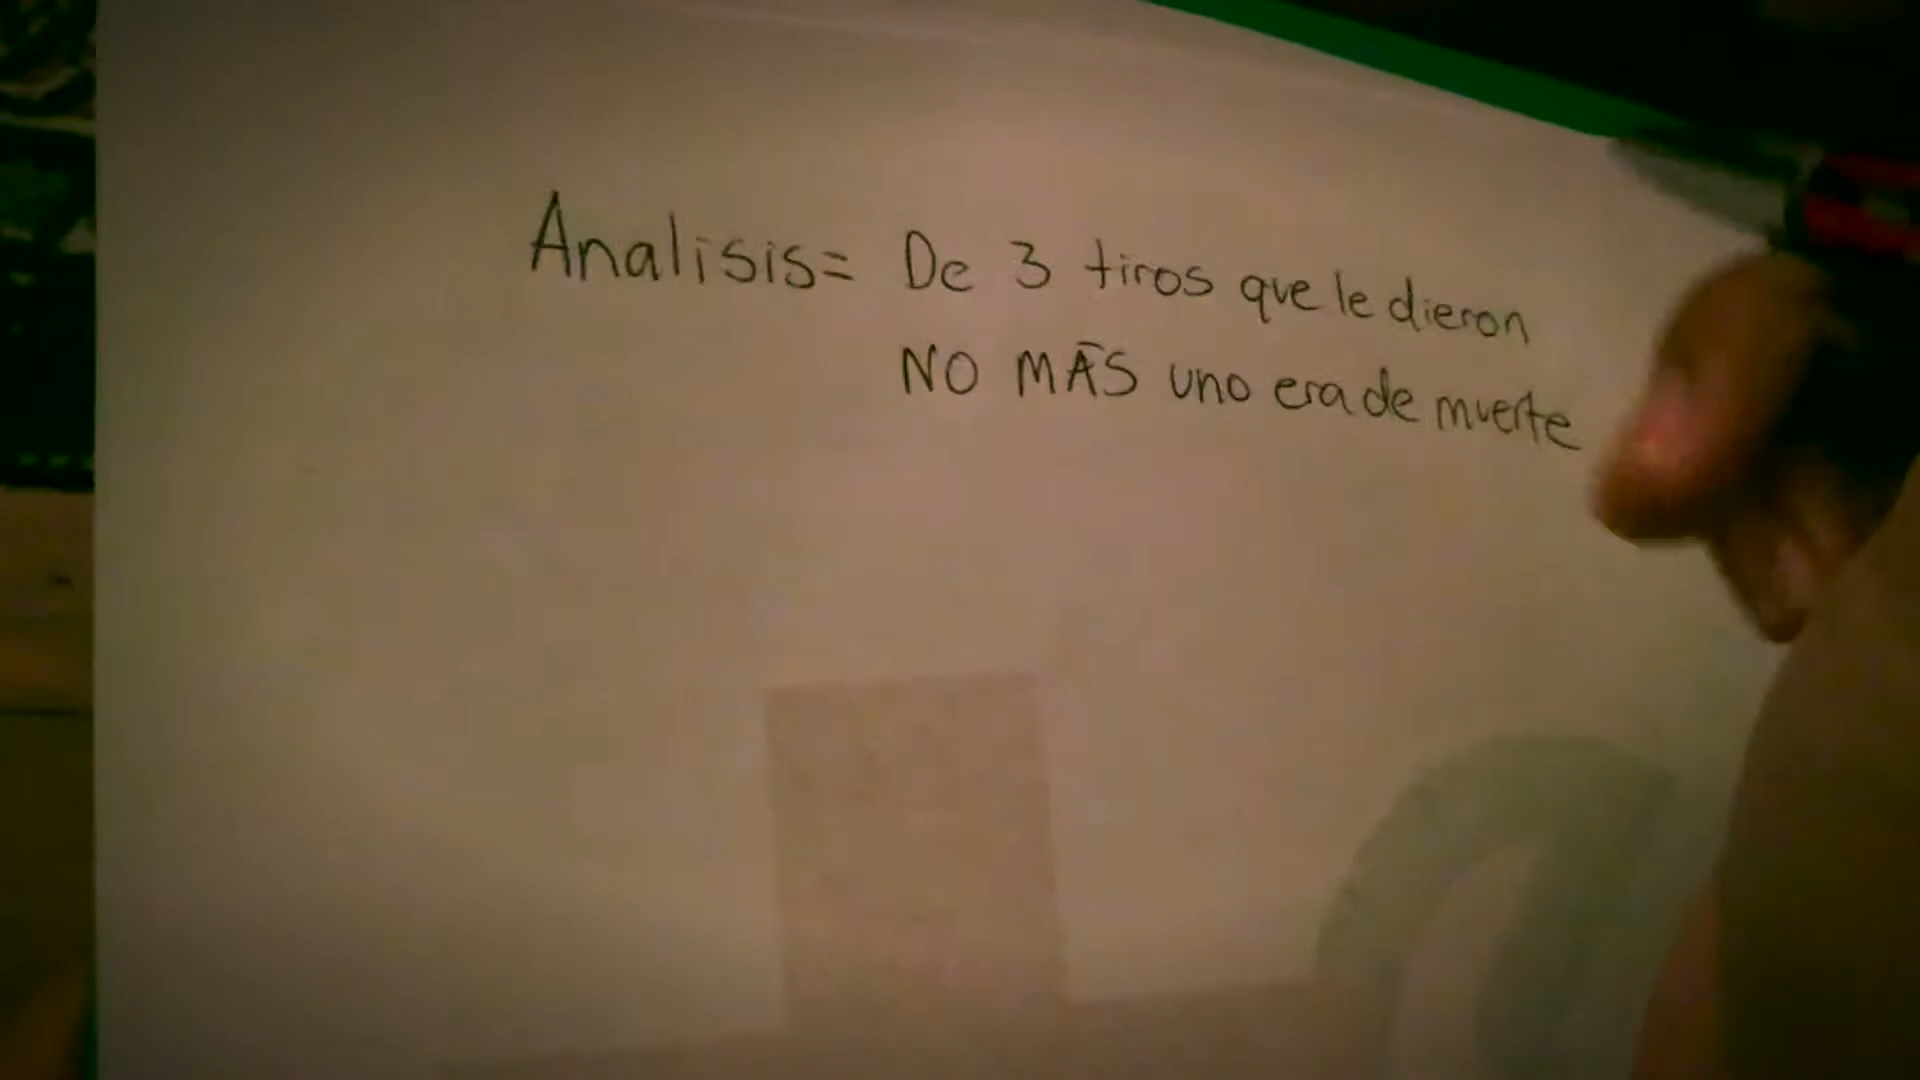 Analisis= De 3 tiros que le dieron
NO MÁS uno era de muerte